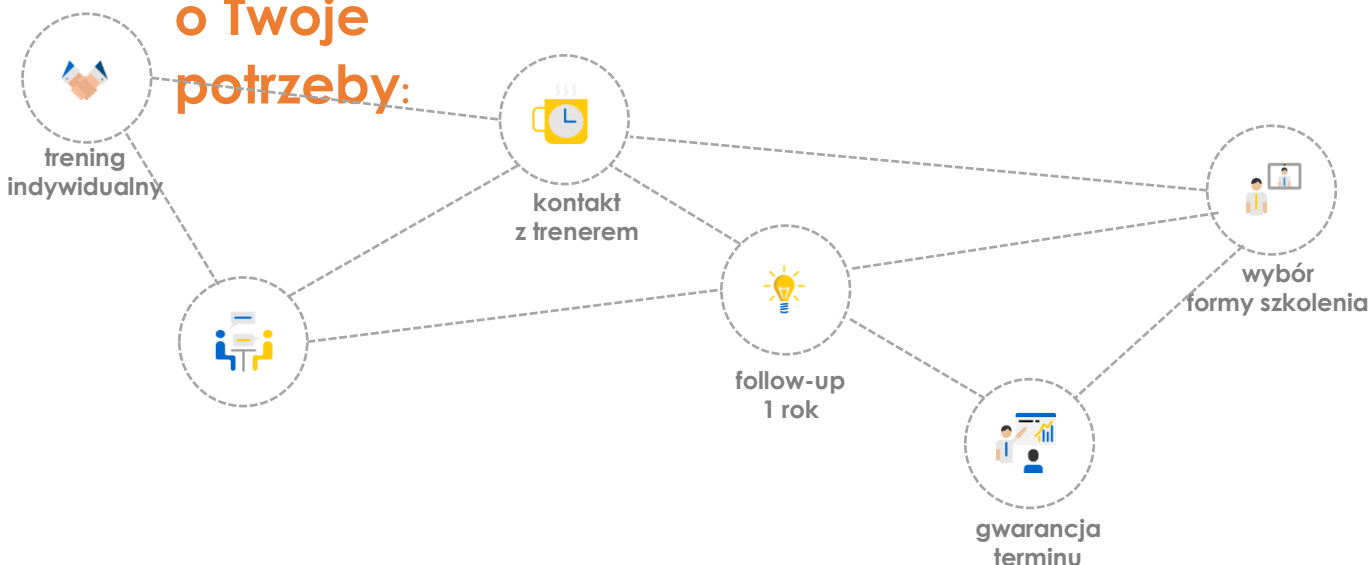 o Twoje
potrzeby:
trening
indywidualny
kontakt
z trenerem
wybór
formy szkolenia
follow-up
1 rok
gwarancja
terminu